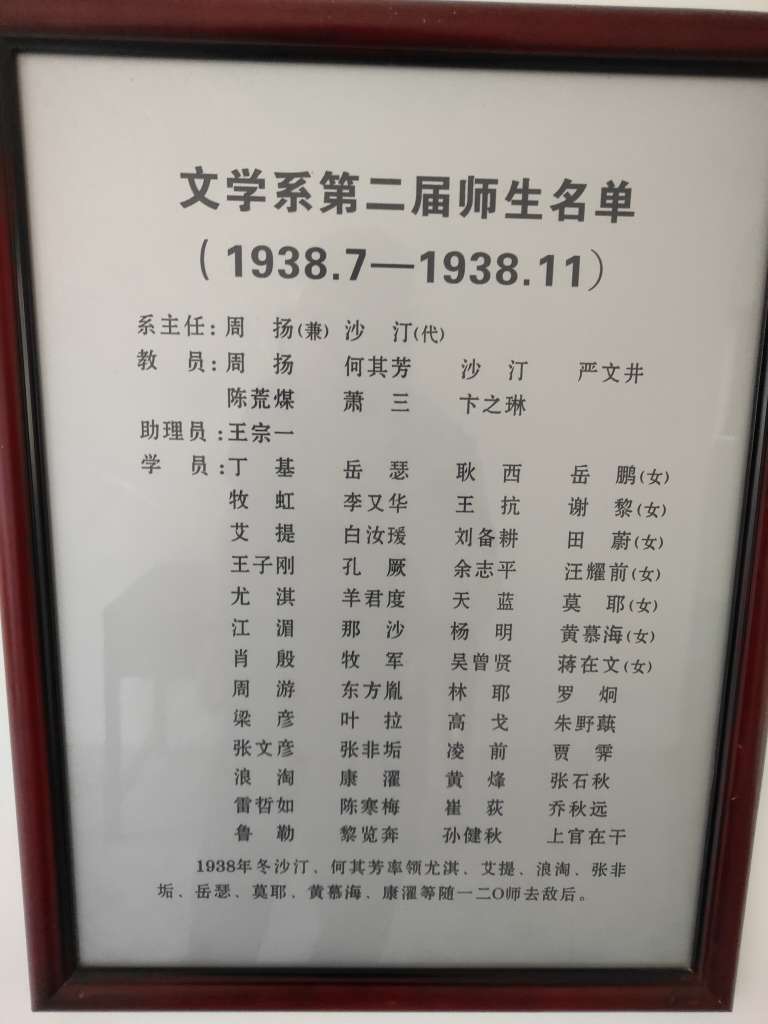 文学系第二届师生名单
（1938.7—1938.11）
系主任：周　扬(兼)　沙　汀(代)
教　员：周　扬　何其芳　沙　汀　严文井
陈荒煤　萧　三　卞之琳
助理员：王宗一
学　员：丁　基　岳　瑟　耿　西　岳　鹏(女)
牧　虹　李又华　王　抗　谢　黎(女)
艾　提　白汝瑗　刘备耕　田　蔚(女)
王子刚　孔　厥　余志平　汪耀前(女)
尤　淇　羊君度　天　蓝　莫　耶(女)
江　湄　那　沙　杨　明　黄慕海(女)
肖　殷　牧　军　吴曾贤　蒋在文(女)
周　游　东方胤　林　耶　罗　炯
梁　彦　叶　拉　高　戈　朱野蕻
张文彦　张非垢　凌　前　贾　霁
浪　淘　康　濯　黄　烽　张石秋
雷哲如　陈寒梅　崔　荻　乔秋远
鲁　勒　黎览奔　孙健秋　上官在干
1938年冬沙汀、何其芳率领尤淇、艾提、浪淘、张非
垢、岳瑟、莫耶、黄慕海、康濯等随一二〇师去敌后。